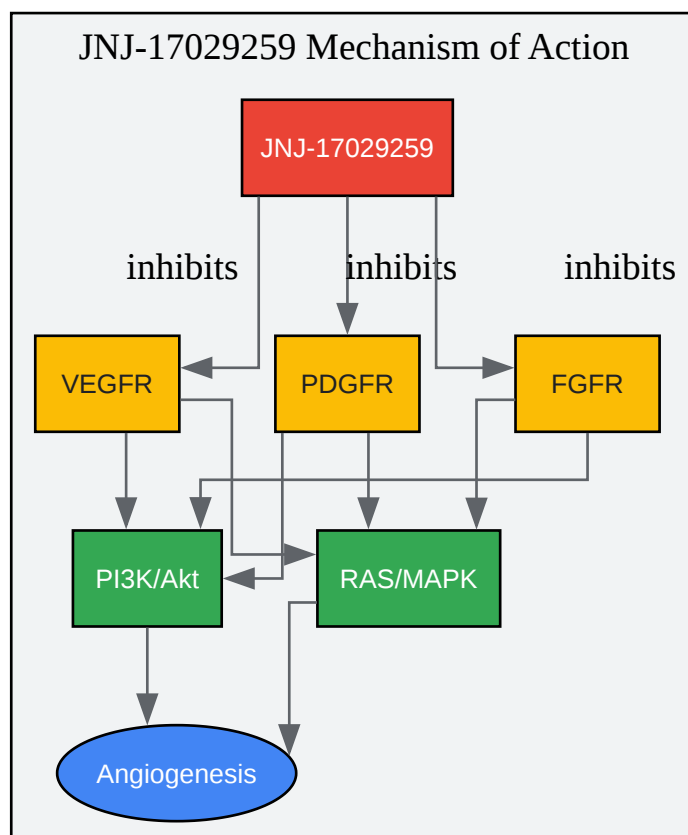 JNJ-17029259 Mechanism of Action
JNJ-17029259
inhibits
inhibits
inhibits
VEGFR
PDGFR
FGFR
PI3K/Akt
RAS/MAPK
Angiogenesis